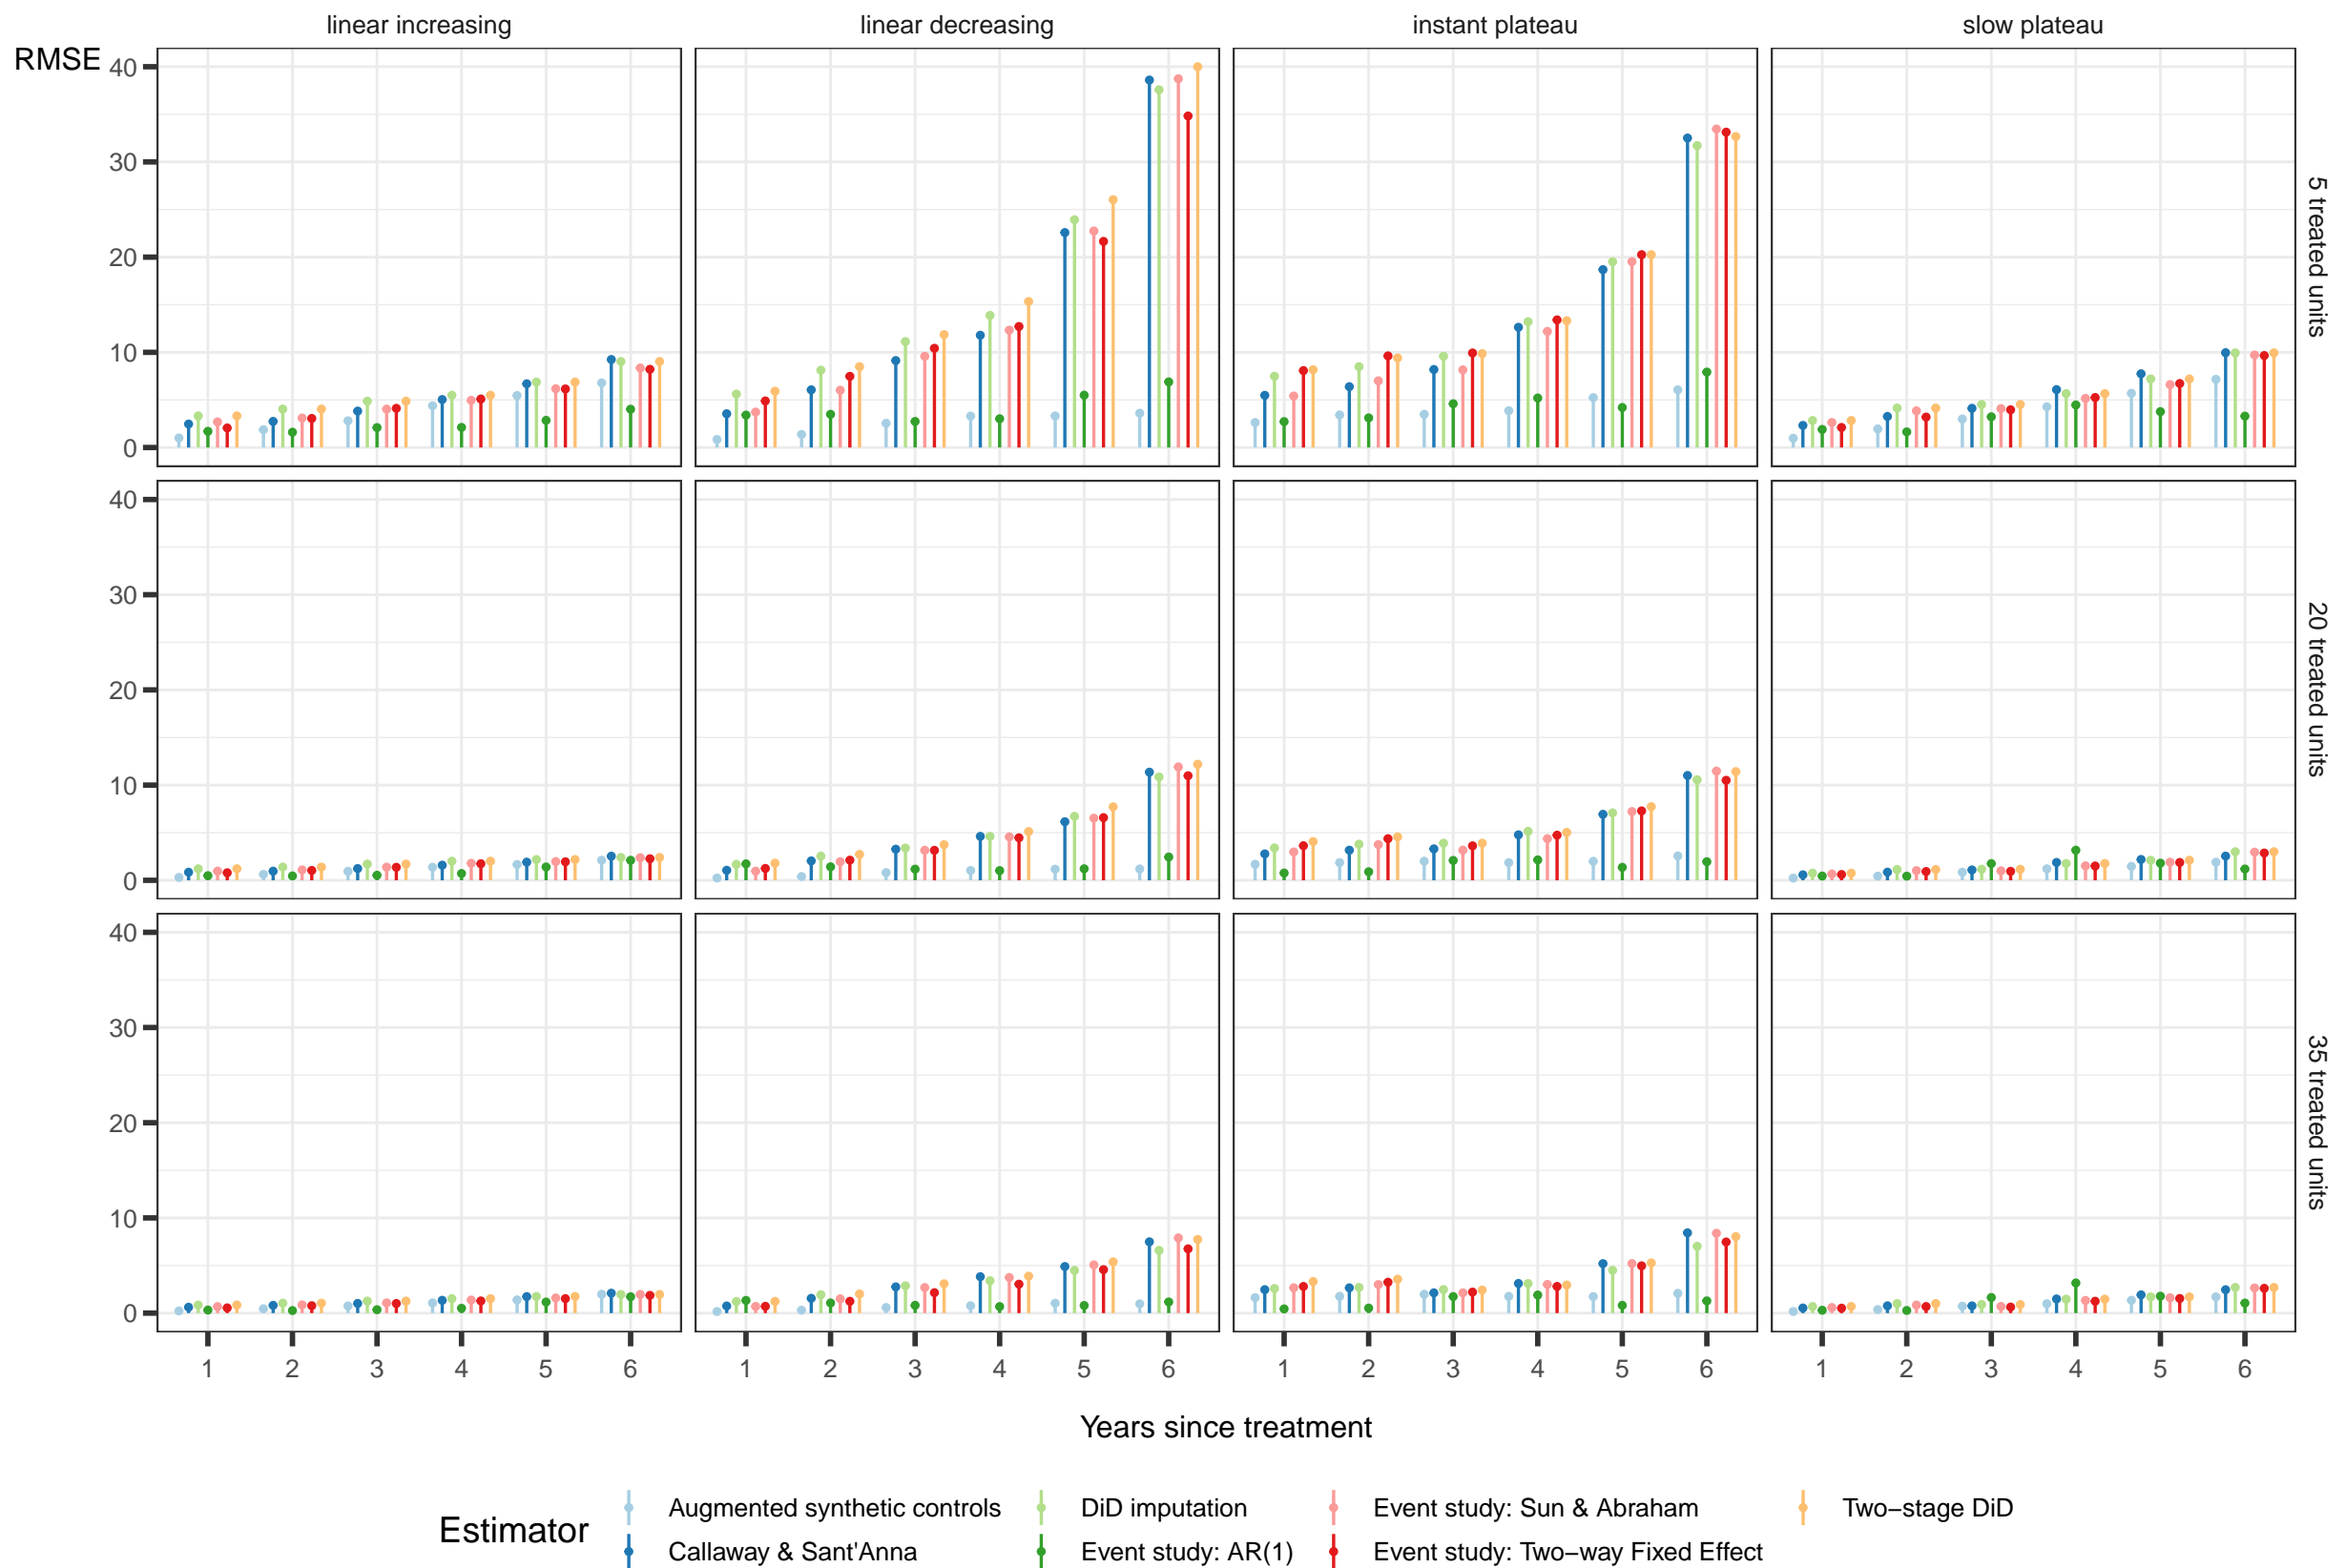 linear increasing linear decreasing instant plateau slow plateau
RMSE
40
30
20
10
0
5 treated units
40
30
20
10
0
20 treated units
40
30
20
10
0
35 treated units
1 2 3 4 5 6 1 2 3 4 5 6 1 2 3 4 5 6 1 2 3 4 5 6
Years since treatment
Estimator
Augmented synthetic controls DiD imputation Event study: Sun & Abraham Two−stage DiD
Callaway & Sant'Anna Event study: AR(1) Event study: Two−way Fixed Effect